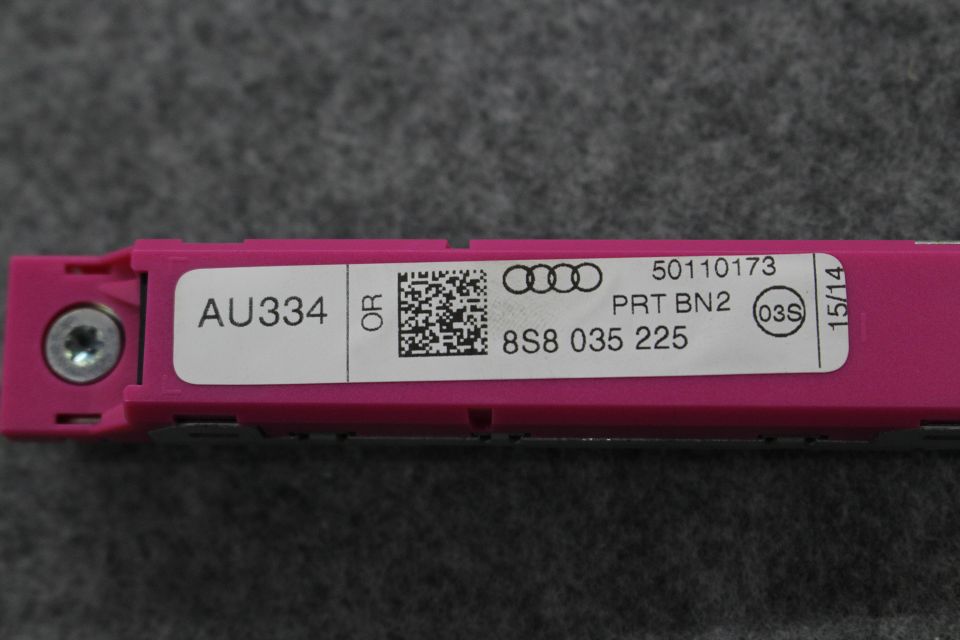 AU334
OR
50110173
PRT BN2
03S
8S8 035 225
15/14